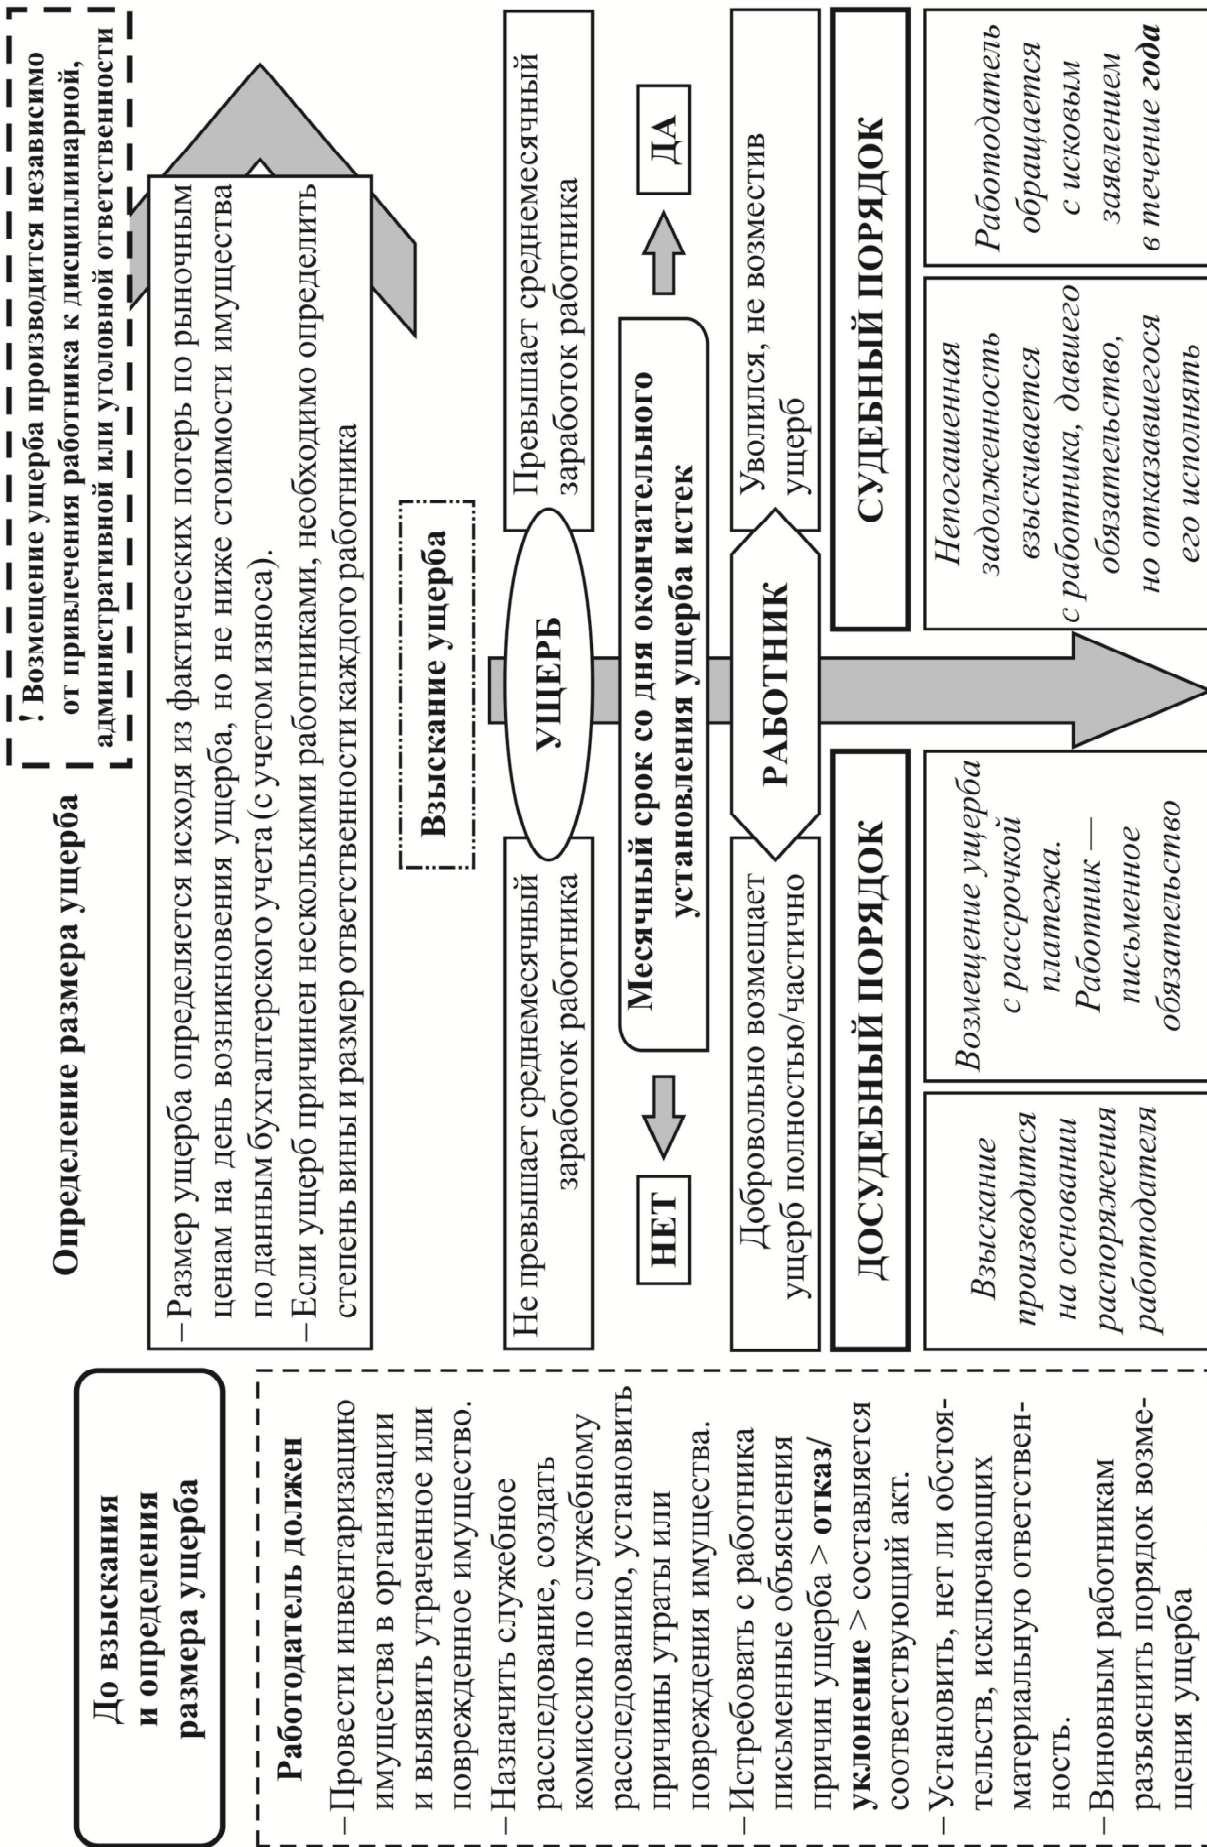 До взыскания
и определения
размера ущерба
Работодатель должен
– Провести инвентаризацию
имущества в организации
и выявить утраченное или
поврежденное имущество.
– Назначить служебное
расследование, создать
комиссию по служебному
расследованию, установить
причины утраты или
повреждения имущества.
– Истребовать с работника
письменные объяснения
причин ущерба > отказ/
уклонение > составляется
соответствующий акт.
– Установить, нет ли обстоя-
тельств, исключающих
материальную ответствен-
ность.
– Виновным работникам
разъяснить порядок возме-
щения ущерба
Определение размера ущерба
! Возмещение ущерба производится независимо
от привлечения работника к дисциплинарной,
административной или уголовной ответственности
– Размер ущерба определяется исходя из фактических потерь по рыночным
ценам на день возникновения ущерба, но не ниже стоимости имущества
по данным бухгалтерского учета (с учетом износа).
– Если ущерб причинен несколькими работниками, необходимо определить
степень вины и размер ответственности каждого работника
Взыскание ущерба
Не превышает среднемесячный
заработок работника
УЩЕРБ
Превышает среднемесячный
заработок работника
НЕТ
Месячный срок со дня окончательного
установления ущерба истек
ДА
Добровольно возмещает
ущерб полностью/частично
РАБОТНИК
Уволился, не возместив
ущерб
ДОСУДЕБНЫЙ ПОРЯДОК
СУДЕБНЫЙ ПОРЯДОК
Взыскание
производится
на основании
распоряжения
работодателя
Возмещение ущерба
с рассрочкой
платежа.
Работник —
письменное
обязательство
Непогашенная
задолженность
взыскивается
с работника, давшего
обязательство,
но отказавшегося
его исполнять
Работодатель
обращается
с исковым
заявлением
в течение года